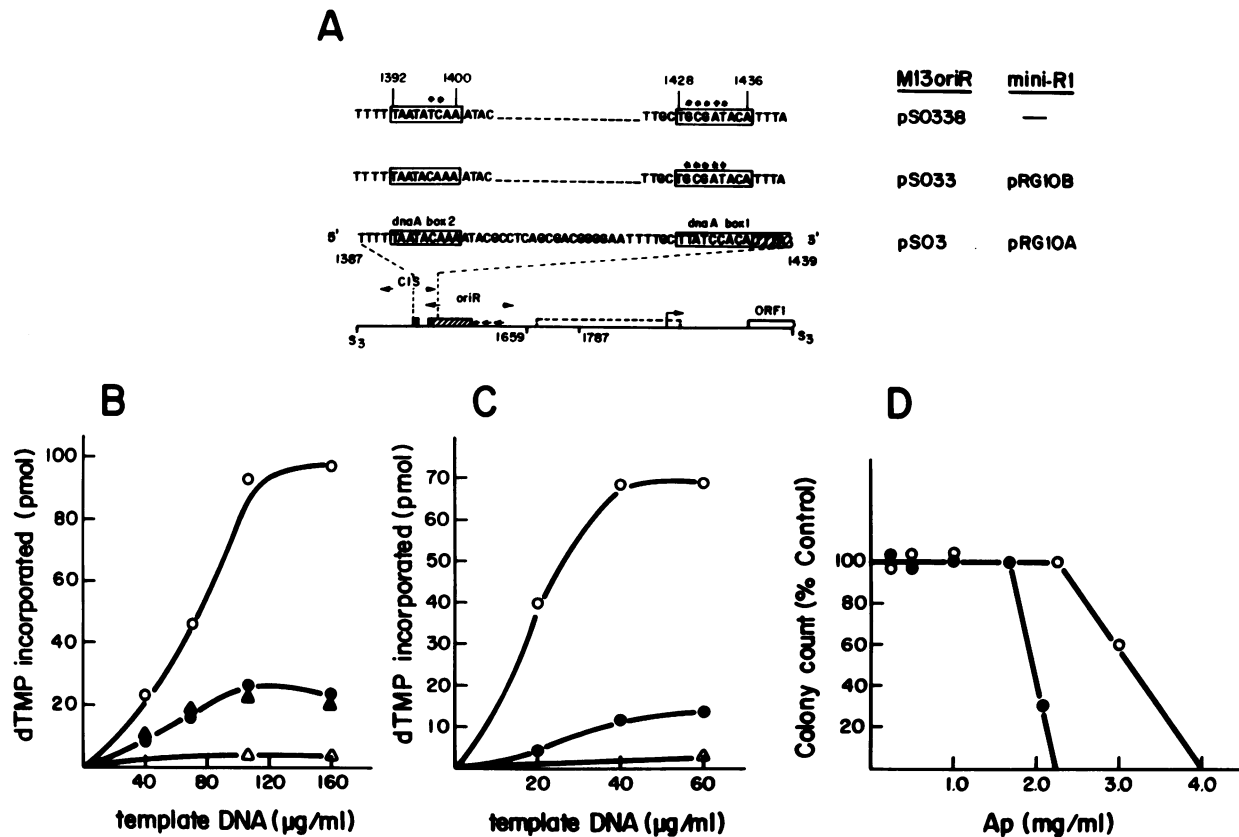 A
1392 1400 1428 1436 M13oriR mini-R1
TTTT TAATATCAA ATAC TTGC TGCGATACA TTTA pSO338 —
TTTT TAATACAAA ATAC TTGC TGCGATACA TTTA pSO33 pRG10B
dnaA box2 dnaA box1
5' TTTT TAATACAAA ATACGCCTCAGCGACGGGGAATTTTGC TTATCCACA 3' pSO3 pRG10A
1387 1439
CIS
oriR
ORF1
S3 1659 1787 S3
B
dTMP incorporated (pmol)
100
80
60
40
20
40 80 120 160
template DNA (µg/ml)
C
dTMP incorporated (pmol)
70
60
50
40
30
20
10
20 40 60
template DNA (µg/ml)
D
Colony count (% Control)
100
80
60
40
20
1.0 2.0 3.0 4.0
Ap (mg/ml)